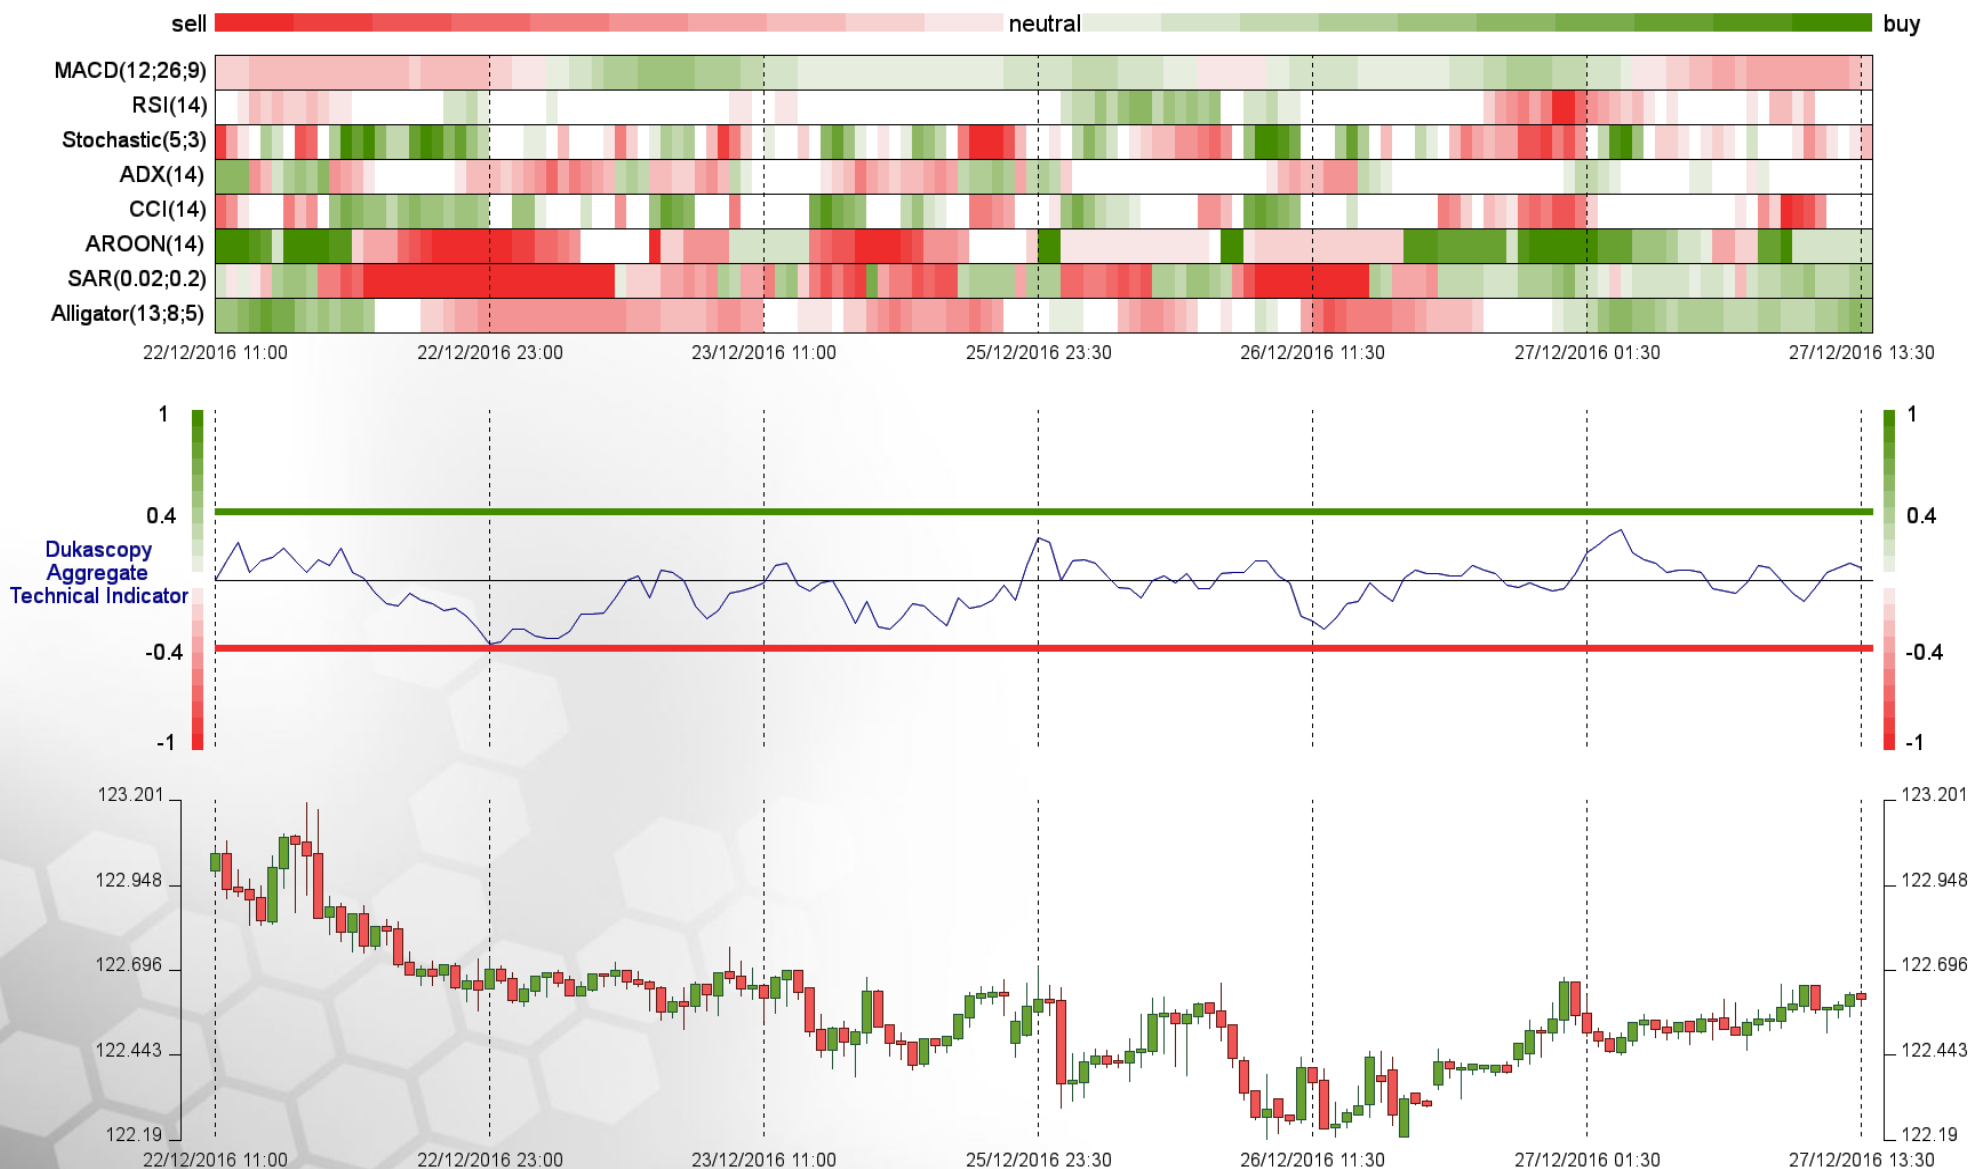 sell neutral buy
MACD(12;26;9)
RSI(14)
Stochastic(5;3)
ADX(14)
CCI(14)
AROON(14)
SAR(0.02;0.2)
Alligator(13;8;5)
22/12/2016 11:00 22/12/2016 23:00 23/12/2016 11:00 25/12/2016 23:30 26/12/2016 11:30 27/12/2016 01:30 27/12/2016 13:30
1 1
0.4 0.4
Dukascopy
Aggregate
Technical Indicator
-0.4 -0.4
-1 -1
123.201 123.201
122.948 122.948
122.696 122.696
122.443 122.443
122.19 122.19
22/12/2016 11:00 22/12/2016 23:00 23/12/2016 11:00 25/12/2016 23:30 26/12/2016 11:30 27/12/2016 01:30 27/12/2016 13:30